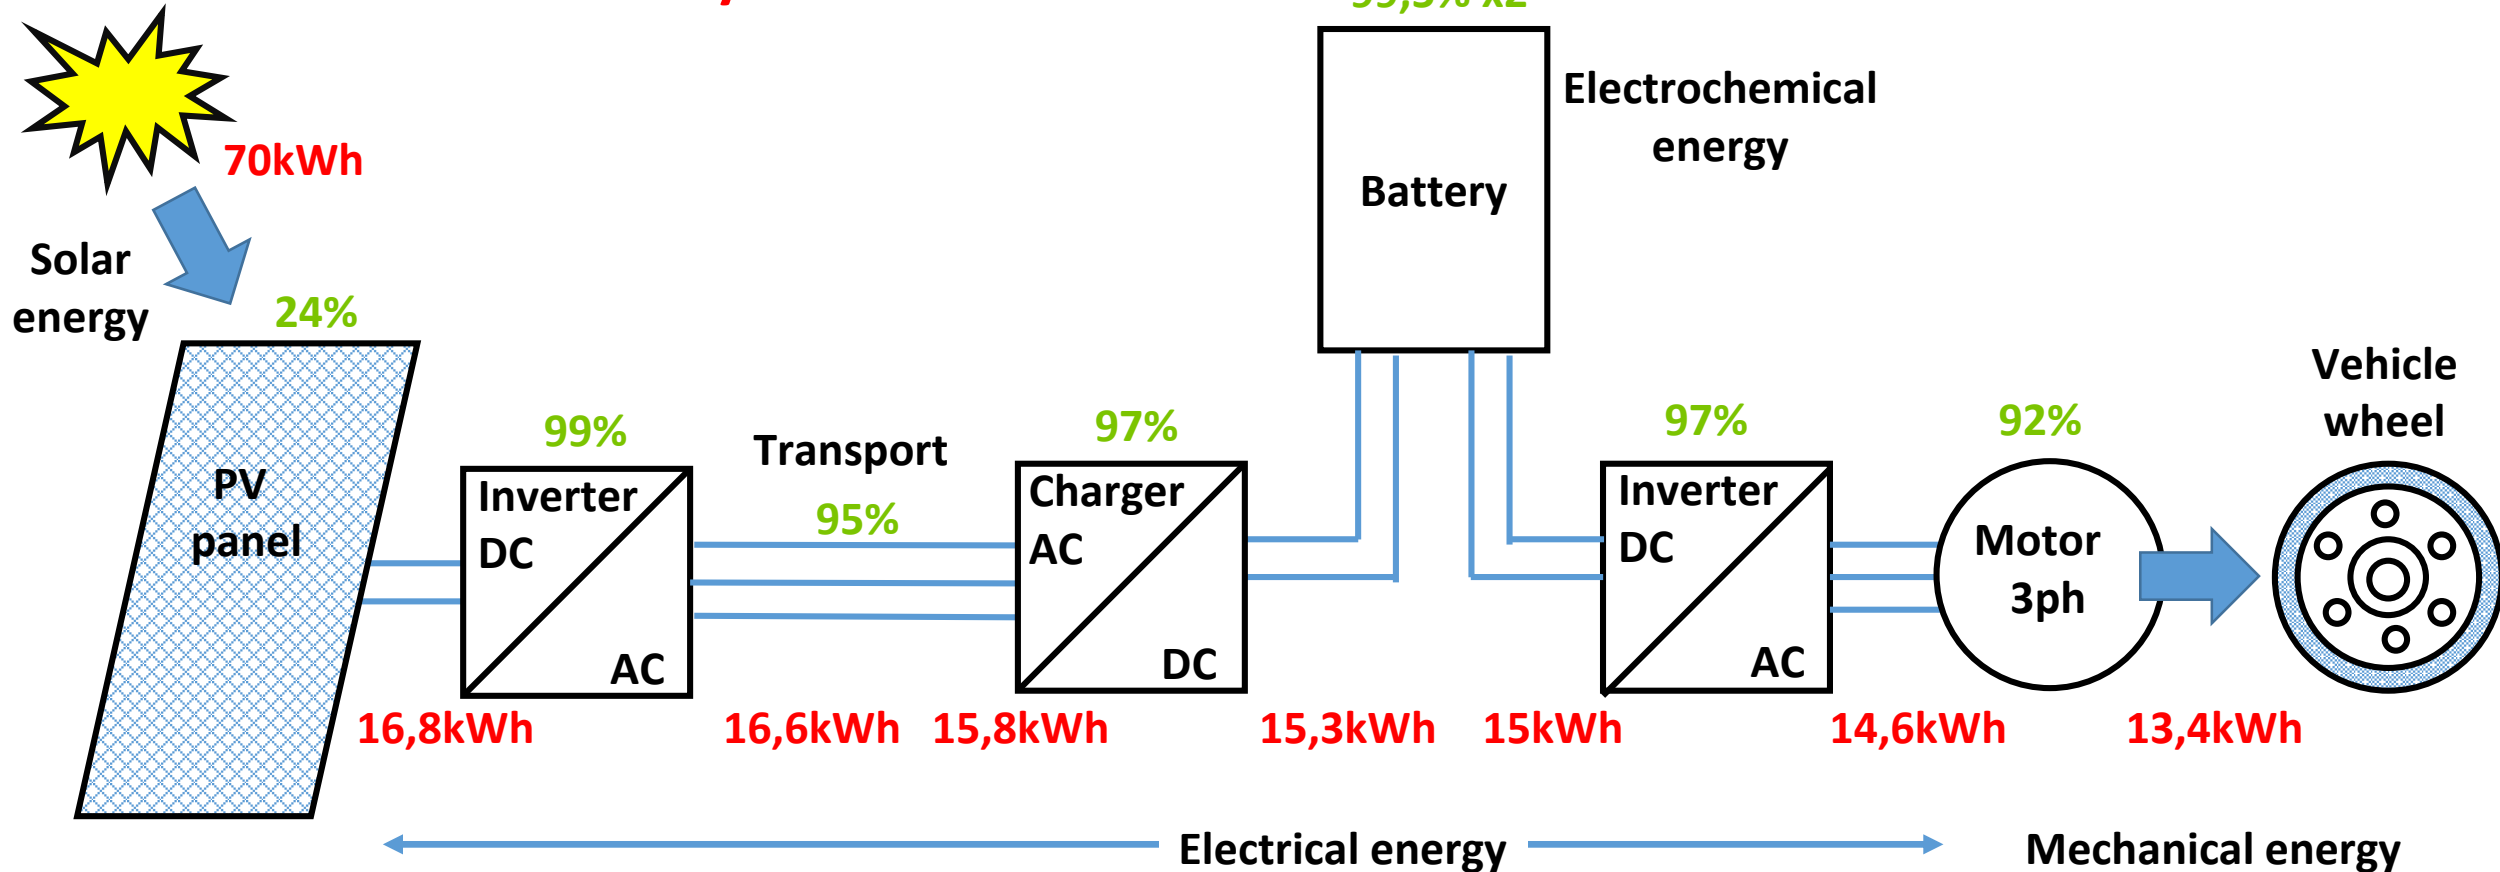 70kWh
Solar
energy
24%
PV
panel
99%
Inverter
DC
AC
Transport
95%
97%
Charger
AC
DC
Battery
Electrochemical
energy
97%
Inverter
DC
AC
92%
Motor
3ph
Vehicle
wheel
16,8kWh
16,6kWh
15,8kWh
15,3kWh
15kWh
14,6kWh
13,4kWh
Electrical energy
Mechanical energy